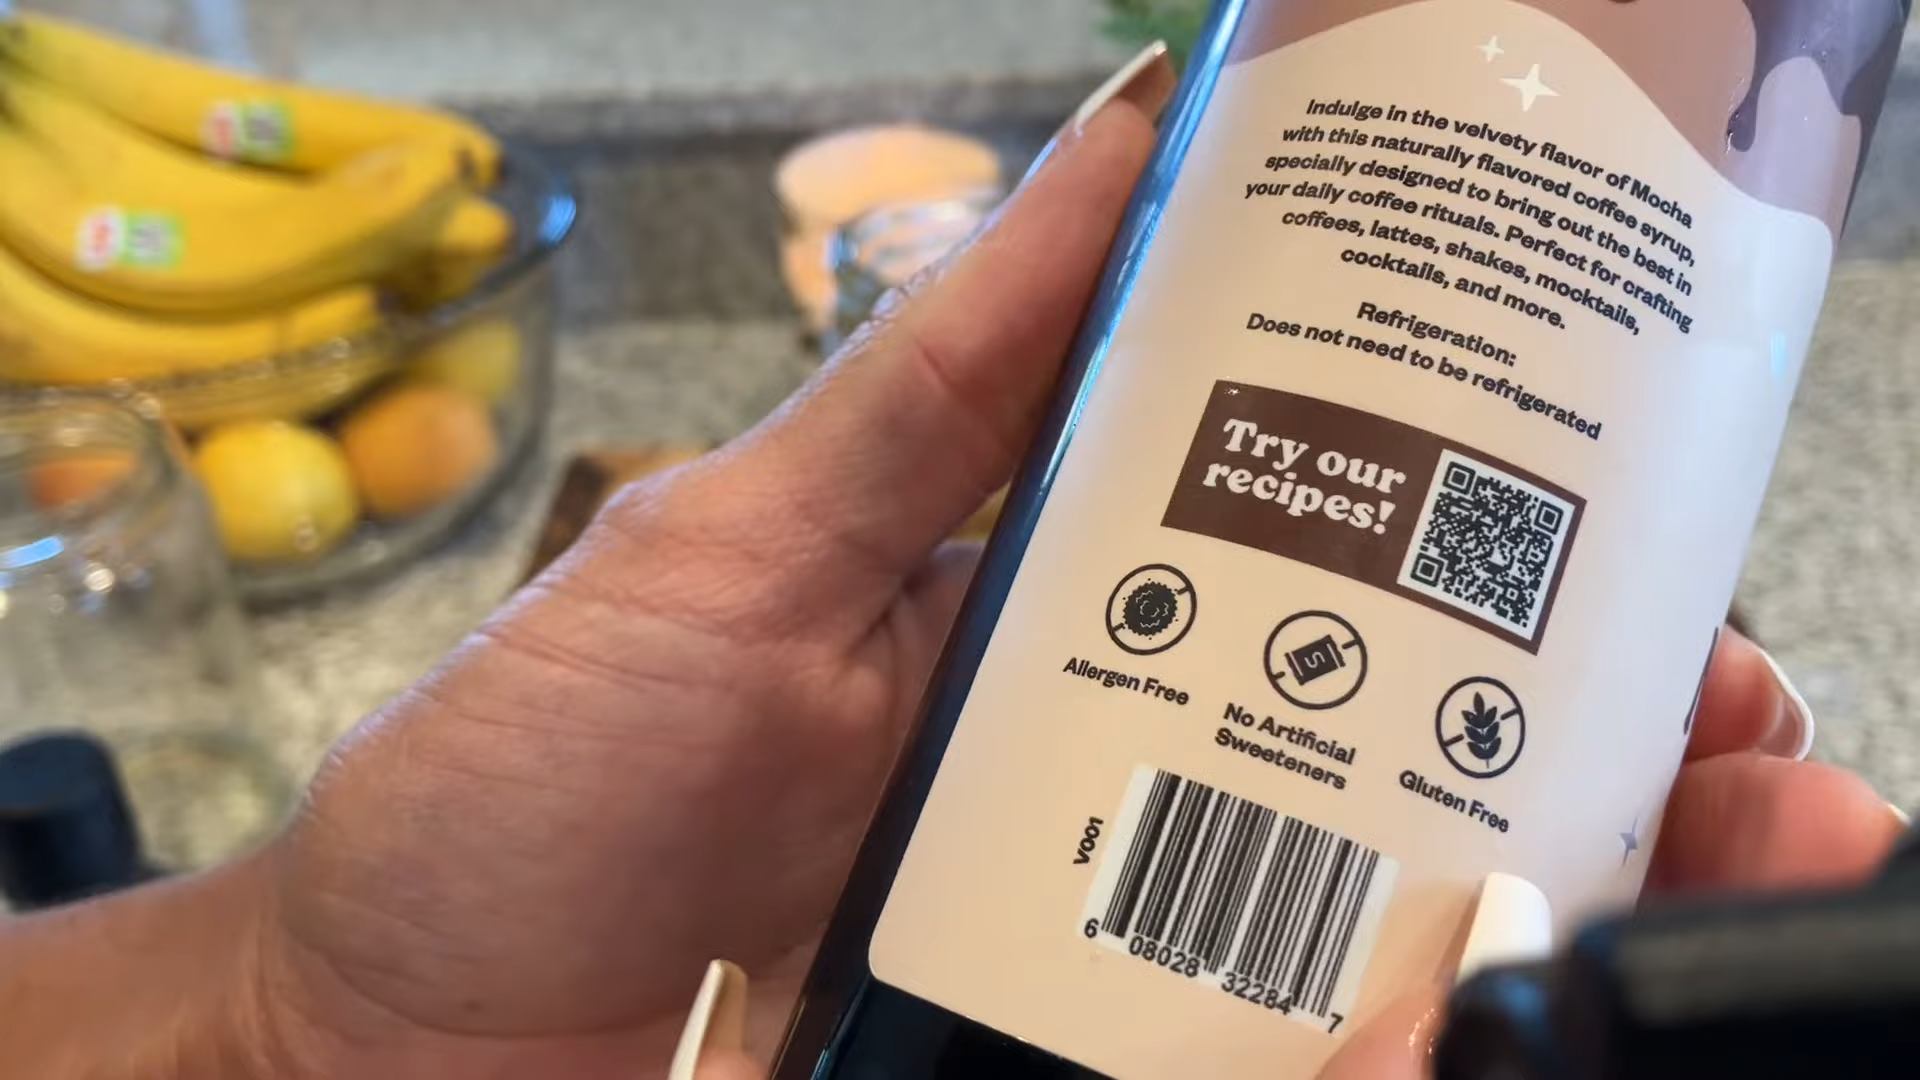 Indulge in the velvety flavor of Mocha
with this naturally flavored coffee syrup,
specially designed to bring out the best in
your daily coffee rituals. Perfect for crafting
coffees, lattes, shakes, mocktails,
cocktails, and more.
Refrigeration:
Does not need to be refrigerated
Try our
recipes!
Allergen Free
S
No Artificial
Sweeteners
Gluten Free
V001
6 08028 32284 7